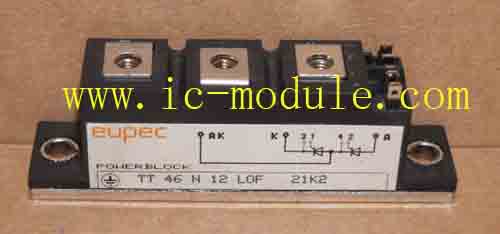 www.ic-module.com
eupec
AK K 31 42 A
POWERBLOCK
TT 46 N 12 LOF 21K2